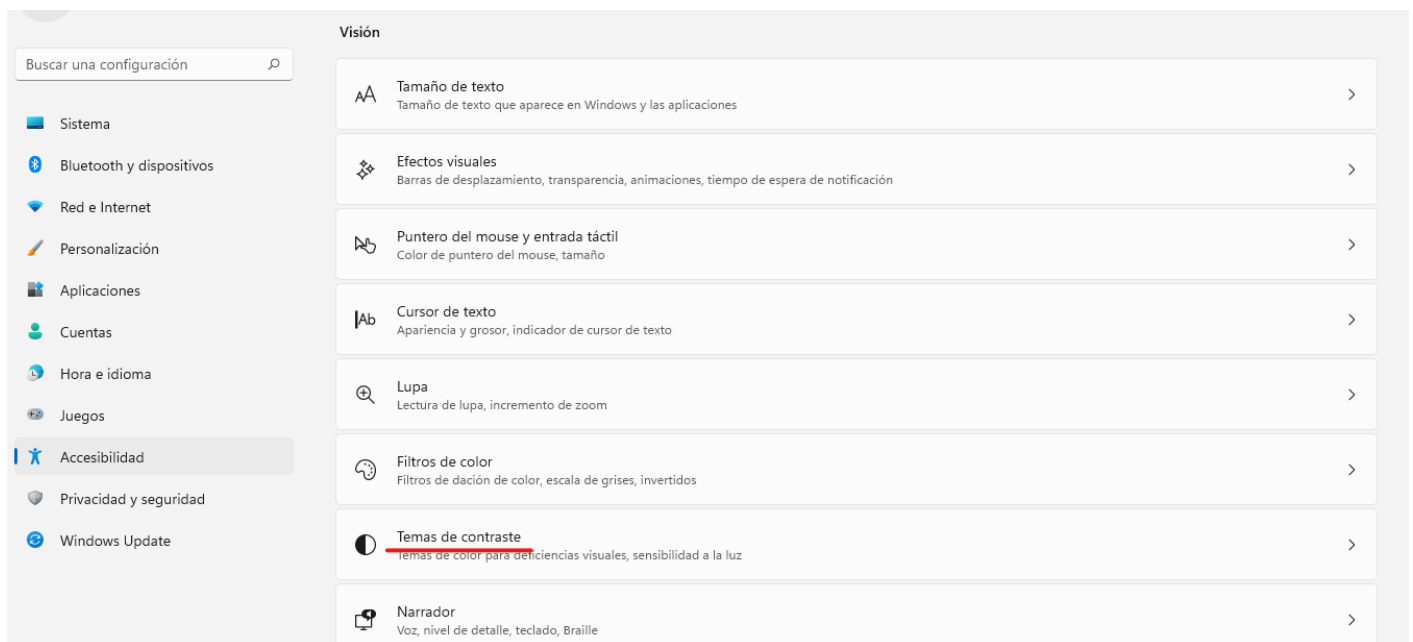 Visión
Buscar una configuración
Sistema
Bluetooth y dispositivos
Red e Internet
Personalización
Aplicaciones
Cuentas
Hora e idioma
Juegos
Accesibilidad
Privacidad y seguridad
Windows Update
Tamaño de texto
Tamaño de texto que aparece en Windows y las aplicaciones
Efectos visuales
Barras de desplazamiento, transparencia, animaciones, tiempo de espera de notificación
Puntero del mouse y entrada táctil
Color de puntero del mouse, tamaño
Ab
Cursor de texto
Apariencia y grosor, indicador de cursor de texto
Lupa
Lectura de lupa, incremento de zoom
Filtros de color
Filtros de dación de color, escala de grises, invertidos
Temas de contraste
Temas de color para deficiencias visuales, sensibilidad a la luz
Narrador
Voz, nivel de detalle, teclado, Braille